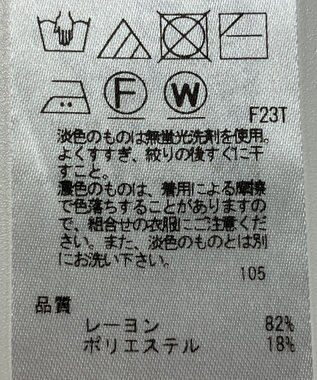 F W
F23T
淡色のものは無蛍光洗剤を使用。
よくすすぎ、絞りの後すぐに干
すこと。
濃色のものは、着用による摩擦
で色落ちすることがありますの
で、組合せの衣服にご注意くだ
さい。また、淡色のものとは別
にお洗い下さい。
105
品質
レーヨン 82%
ポリエステル 18%